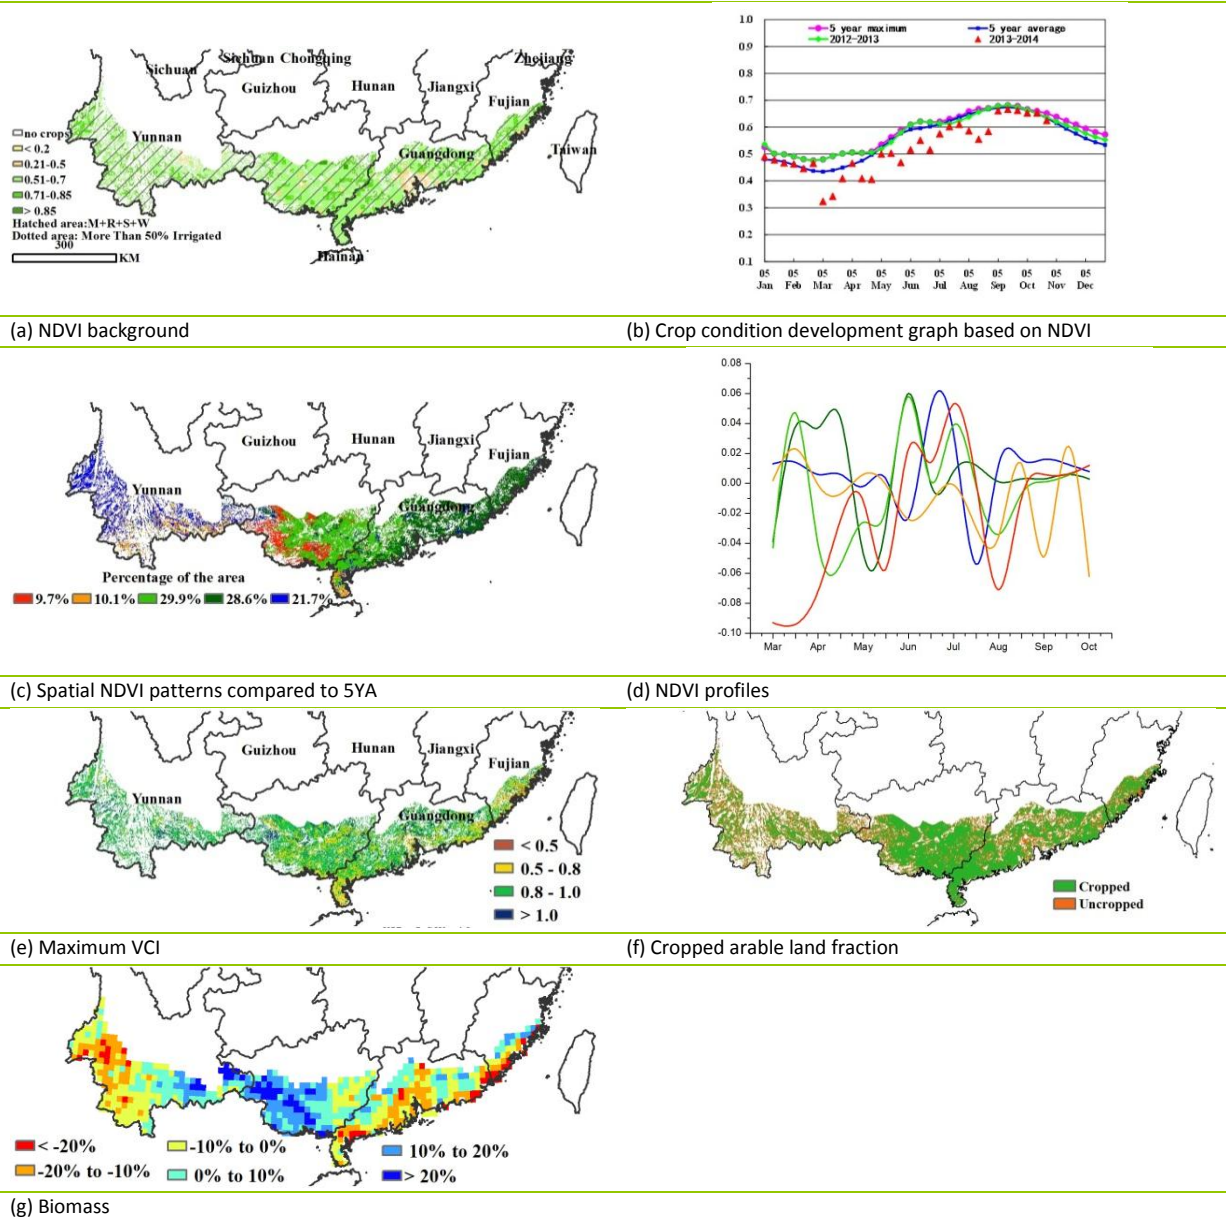 Sichuan
Sichuan Chongqing
Zhejiang
Guizhou
Hunan
Jiangxi
Fujian
Yunnan
Guangdong
Taiwan
Hainan
no crops
< 0.2
0.21-0.5
0.51-0.7
0.71-0.85
> 0.85
Hatched area:M+R+S+W
Dotted area: More Than 50% Irrigated
300
KM
5 year maximum
5 year average
2012-2013
2013-2014
1.0
0.9
0.8
0.7
0.6
0.5
0.4
0.3
0.2
0.1
05 05 05 05 05 05 05 05 05 05 05 05
Jan Feb Mar Apr May Jun Jul Aug Sep Oct Nov Dec
(a) NDVI background
(b) Crop condition development graph based on NDVI
Guizhou
Hunan
Jiangxi
Fujian
Yunnan
Guangdong
Percentage of the area
9.7% 10.1% 29.9% 28.6% 21.7%
0.08
0.06
0.04
0.02
0.00
-0.02
-0.04
-0.06
-0.08
-0.10
Mar Apr May Jun Jul Aug Sep Oct
(c) Spatial NDVI patterns compared to 5YA
(d) NDVI profiles
Guizhou
Hunan
Jiangxi
Fujian
Yunnan
Guangdong
< 0.5
0.5 - 0.8
0.8 - 1.0
> 1.0
Cropped
Uncropped
(e) Maximum VCI
(f) Cropped arable land fraction
< -20%
-10% to 0%
10% to 20%
-20% to -10%
0% to 10%
> 20%
(g) Biomass